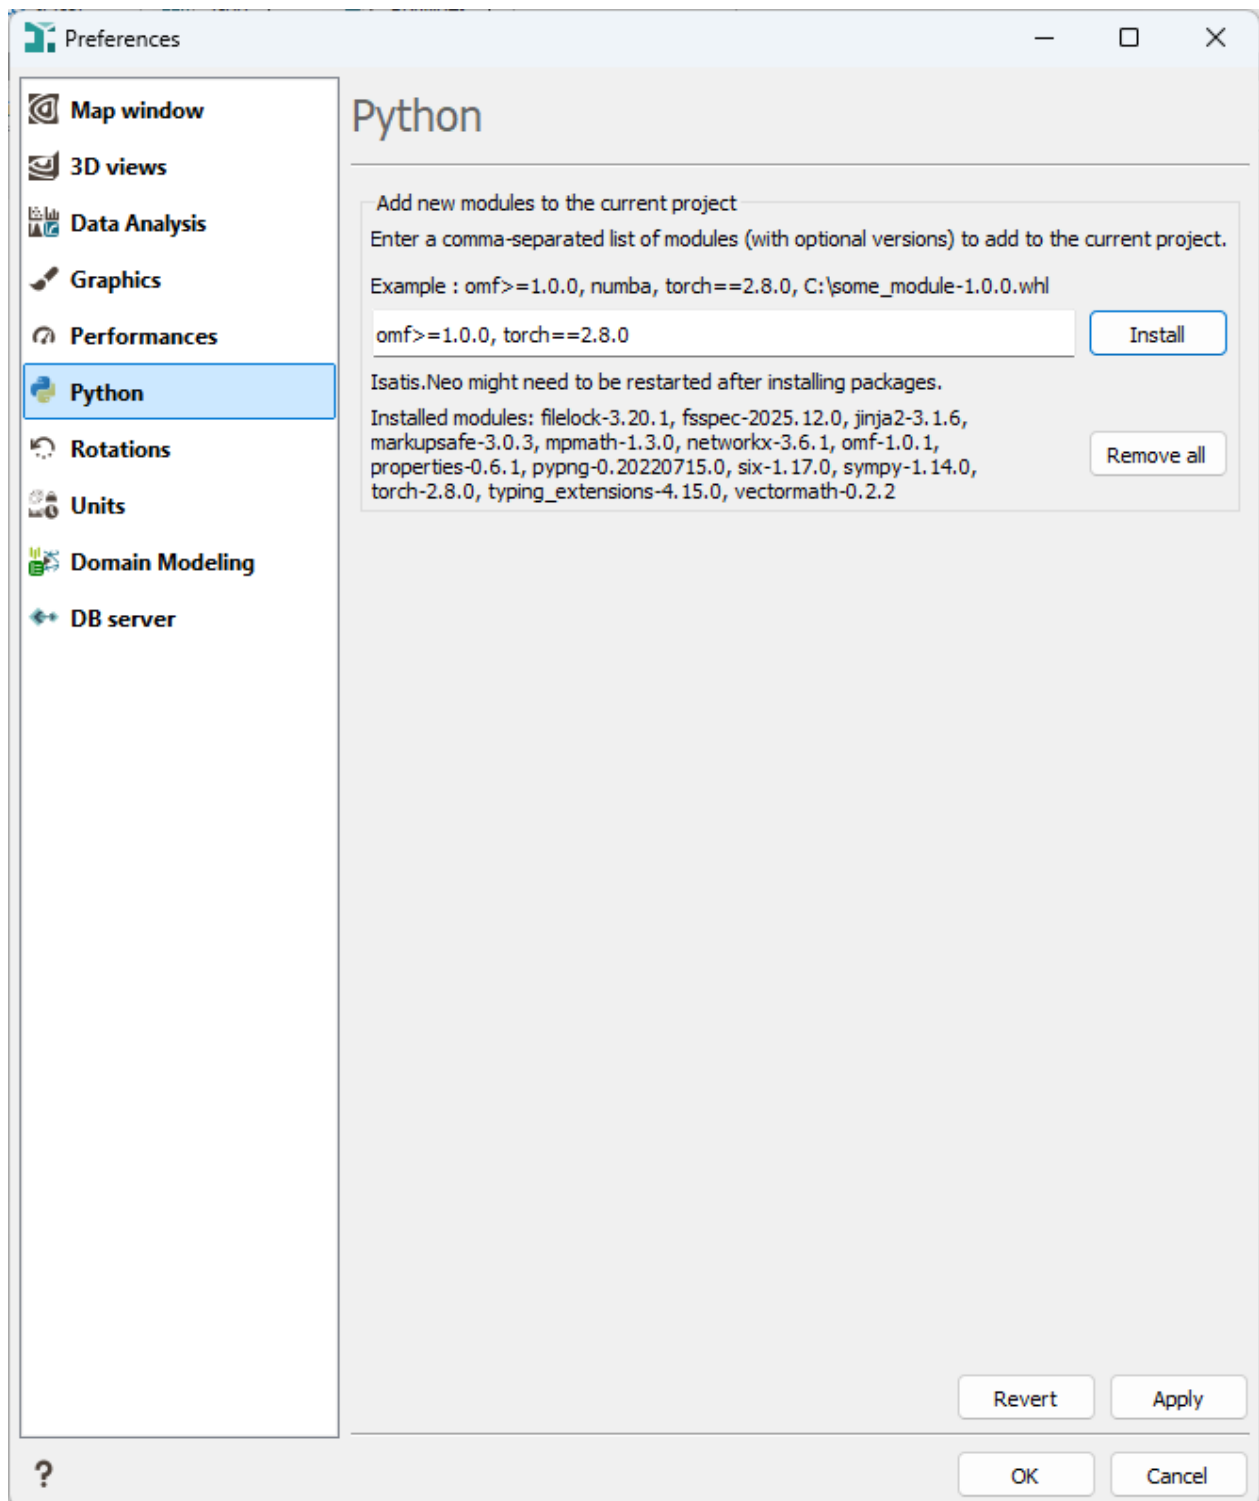 Preferences
Map window
3D views
Data Analysis
Graphics
Performances
Python
Rotations
Units
Domain Modeling
DB server
Python
Add new modules to the current project
Enter a comma-separated list of modules (with optional versions) to add to the current project.
Example : omf>=1.0.0, numba, torch==2.8.0, C:\some_module-1.0.0.whl
omf>=1.0.0, torch==2.8.0
Install
Isatis.Neo might need to be restarted after installing packages.
Installed modules: filelock-3.20.1, fsspec-2025.12.0, jinja2-3.1.6,
markupsafe-3.0.3, mpmath-1.3.0, networkx-3.6.1, omf-1.0.1,
properties-0.6.1, pypng-0.20220715.0, six-1.17.0, sympy-1.14.0,
torch-2.8.0, typing_extensions-4.15.0, vectormath-0.2.2
Remove all
Revert
Apply
?
OK
Cancel